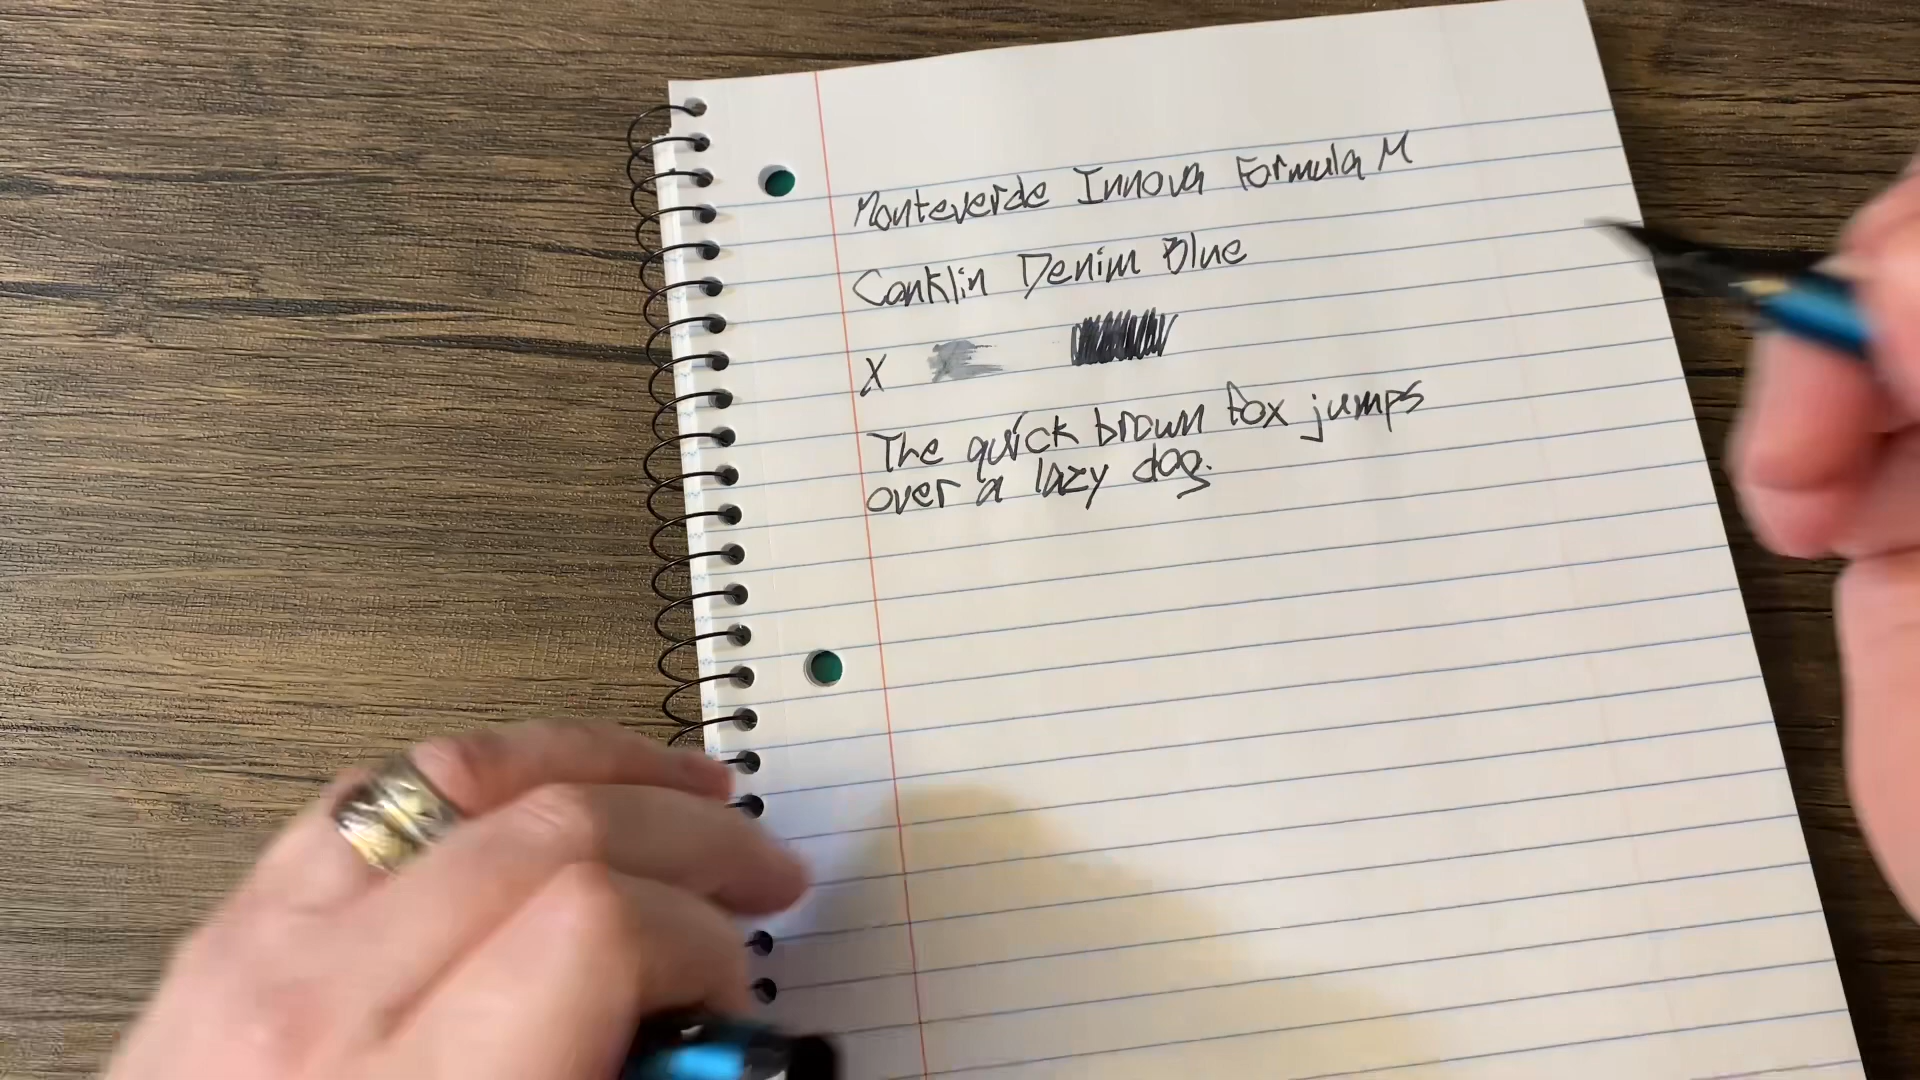 Monteverde Innova Formula M
Conklin Denim Blue
X
The quick brown fox jumps
over a lazy dog.